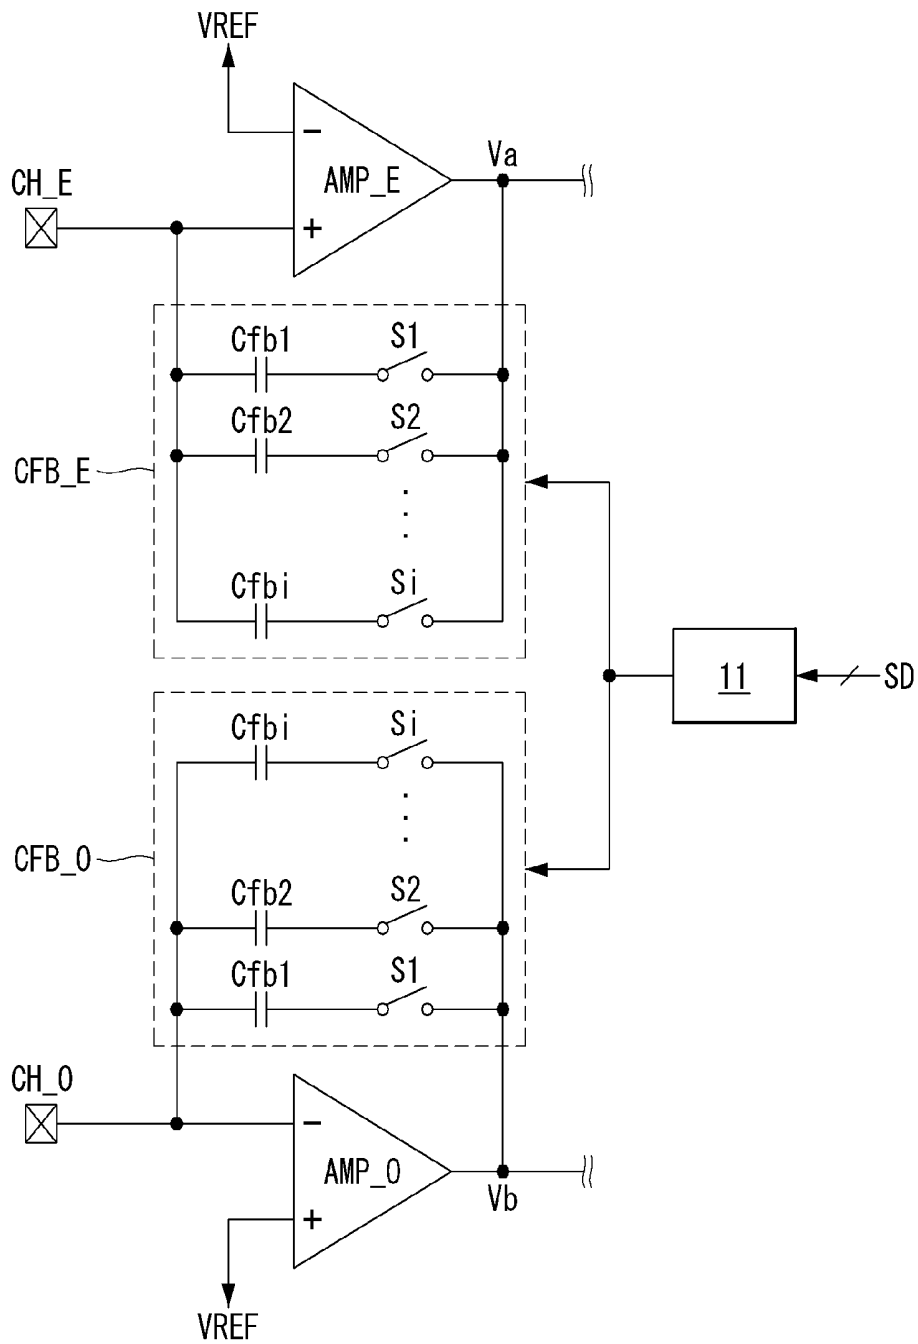 VREF
−
AMP_E
+
Va
CH_E
Cfb1
S1
Cfb2
S2
CFB_E
Cfbi
Si
11
SD
Cfbi
Si
CFB_O
Cfb2
S2
Cfb1
S1
CH_O
−
AMP_O
+
Vb
VREF